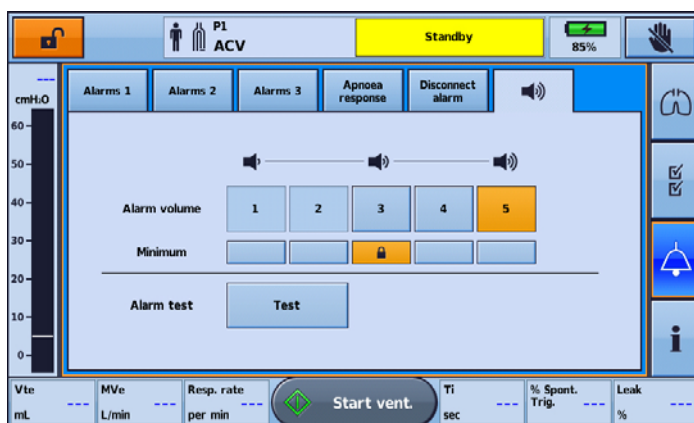 P1
ACV
Standby
85%
---
cmH₂O
Alarms 1
Alarms 2
Alarms 3
Apnoea
response
Disconnect
alarm
60
50
40
30
20
10
0
Alarm volume
1
2
3
4
5
Minimum
Alarm test
Test
i
Vte
---
mL
MVe
---
L/min
Resp. rate
---
per min
Start vent.
Ti
---
sec
% Spont.
Trig.
---
Leak
---
%